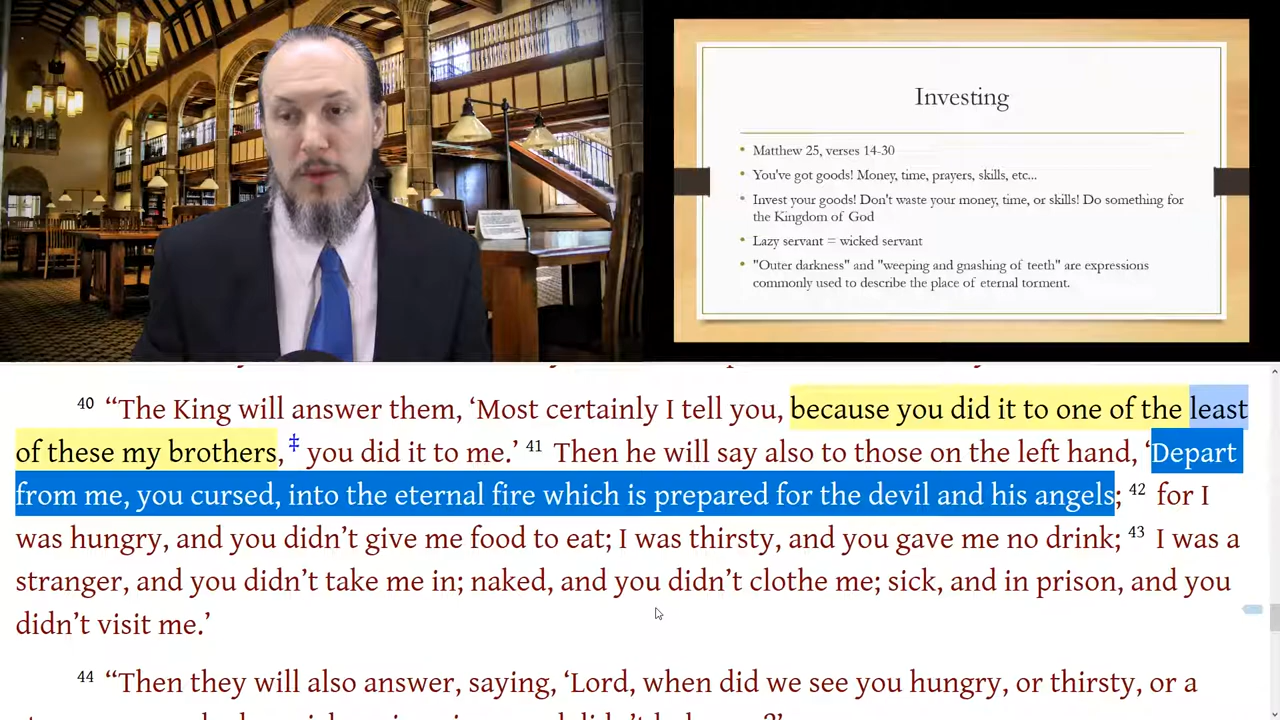 Investing
• Matthew 25, verses 14-30
• You've got goods! Money, time, prayers, skills, etc...
• Invest your goods! Don't waste your money, time, or skills! Do something for
the Kingdom of God
• Lazy servant = wicked servant
• "Outer darkness" and "weeping and gnashing of teeth" are expressions
commonly used to describe the place of eternal torment.
40 “The King will answer them, ‘Most certainly I tell you, because you did it to one of the least
of these my brothers,‡ you did it to me.’ 41 Then he will say also to those on the left hand, ‘Depart
from me, you cursed, into the eternal fire which is prepared for the devil and his angels; 42 for I
was hungry, and you didn’t give me food to eat; I was thirsty, and you gave me no drink; 43 I was a
stranger, and you didn’t take me in; naked, and you didn’t clothe me; sick, and in prison, and you
didn’t visit me.’
44 “Then they will also answer, saying, ‘Lord, when did we see you hungry, or thirsty, or a